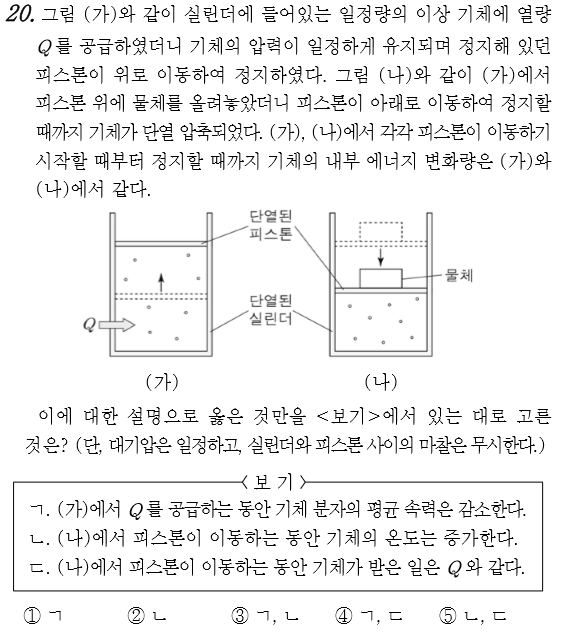 20. 그림 (가)와 같이 실린더에 들어있는 일정량의 이상 기체에 열량
Q를 공급하였더니 기체의 압력이 일정하게 유지되며 정지해 있던
피스톤이 위로 이동하여 정지하였다. 그림 (나)와 같이 (가)에서
피스톤 위에 물체를 올려놓았더니 피스톤이 아래로 이동하여 정지할
때까지 기체가 단열 압축되었다. (가), (나)에서 각각 피스톤이 이동하기
시작할 때부터 정지할 때까지 기체의 내부 에너지 변화량은 (가)와
(나)에서 같다.
단열된
피스톤
물체
Q
단열된
실린더
(가)
(나)
이에 대한 설명으로 옳은 것만을 <보기>에서 있는 대로 고른
것은? (단, 대기압은 일정하고, 실린더와 피스톤 사이의 마찰은 무시한다.)
< 보 기 >
ㄱ. (가)에서 Q를 공급하는 동안 기체 분자의 평균 속력은 감소한다.
ㄴ. (나)에서 피스톤이 이동하는 동안 기체의 온도는 증가한다.
ㄷ. (나)에서 피스톤이 이동하는 동안 기체가 받은 일은 Q와 같다.
① ㄱ ② ㄴ ③ ㄱ, ㄴ ④ ㄱ, ㄷ ⑤ ㄴ, ㄷ